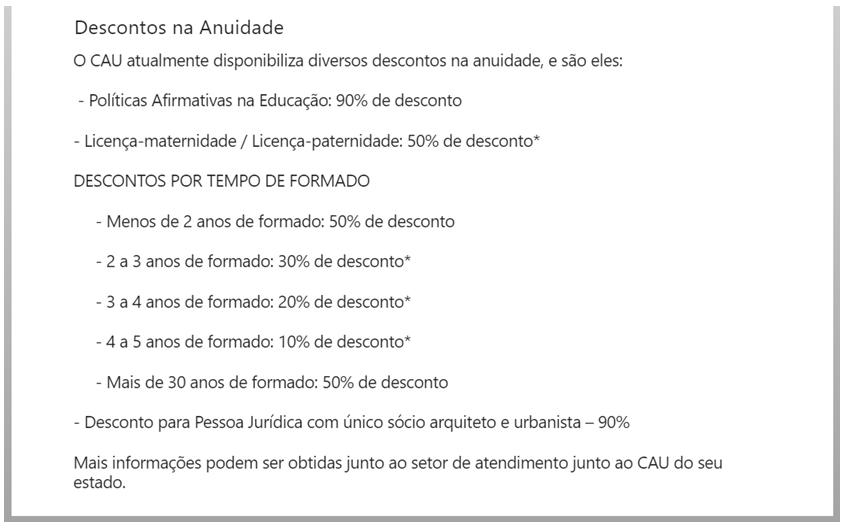 Descontos na Anuidade
O CAU atualmente disponibiliza diversos descontos na anuidade, e são eles:
- Políticas Afirmativas na Educação: 90% de desconto
- Licença-maternidade / Licença-paternidade: 50% de desconto*
DESCONTOS POR TEMPO DE FORMADO
- Menos de 2 anos de formado: 50% de desconto
- 2 a 3 anos de formado: 30% de desconto*
- 3 a 4 anos de formado: 20% de desconto*
- 4 a 5 anos de formado: 10% de desconto*
- Mais de 30 anos de formado: 50% de desconto
- Desconto para Pessoa Jurídica com único sócio arquiteto e urbanista – 90%
Mais informações podem ser obtidas junto ao setor de atendimento junto ao CAU do seu
estado.